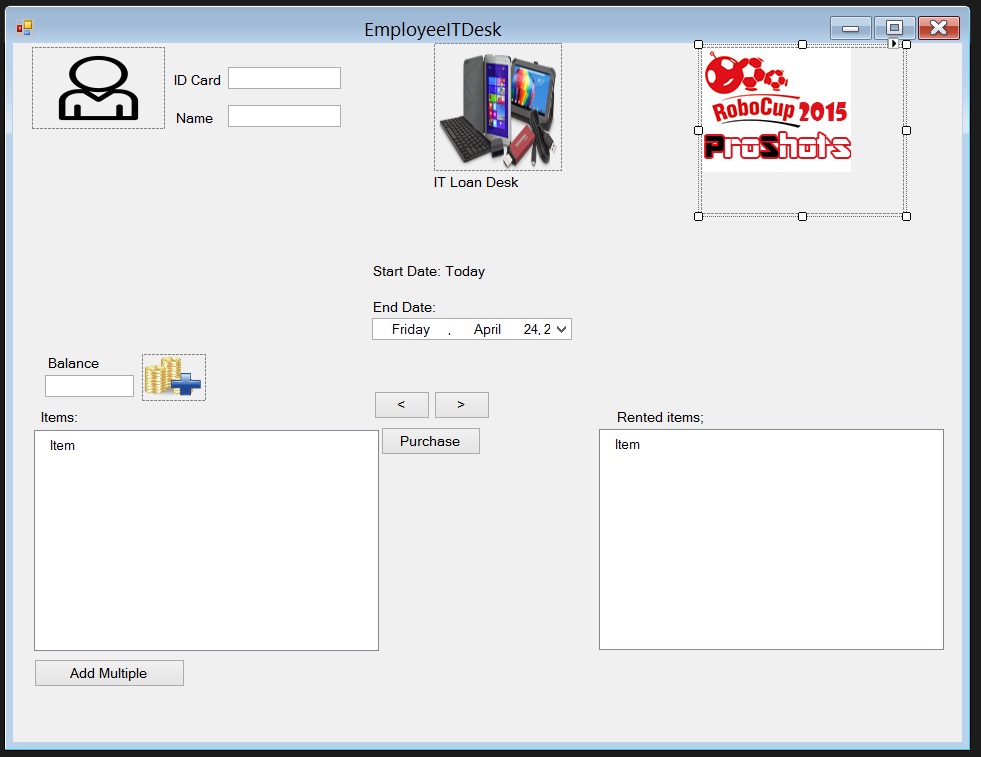 EmployeeITDesk
ID Card
Name
IT Loan Desk
RoboCup 2015
ProShots
Start Date: Today
End Date:
Friday , April 24, 2
Balance
< >
Items:
Rented items;
Item
Purchase
Item
Add Multiple